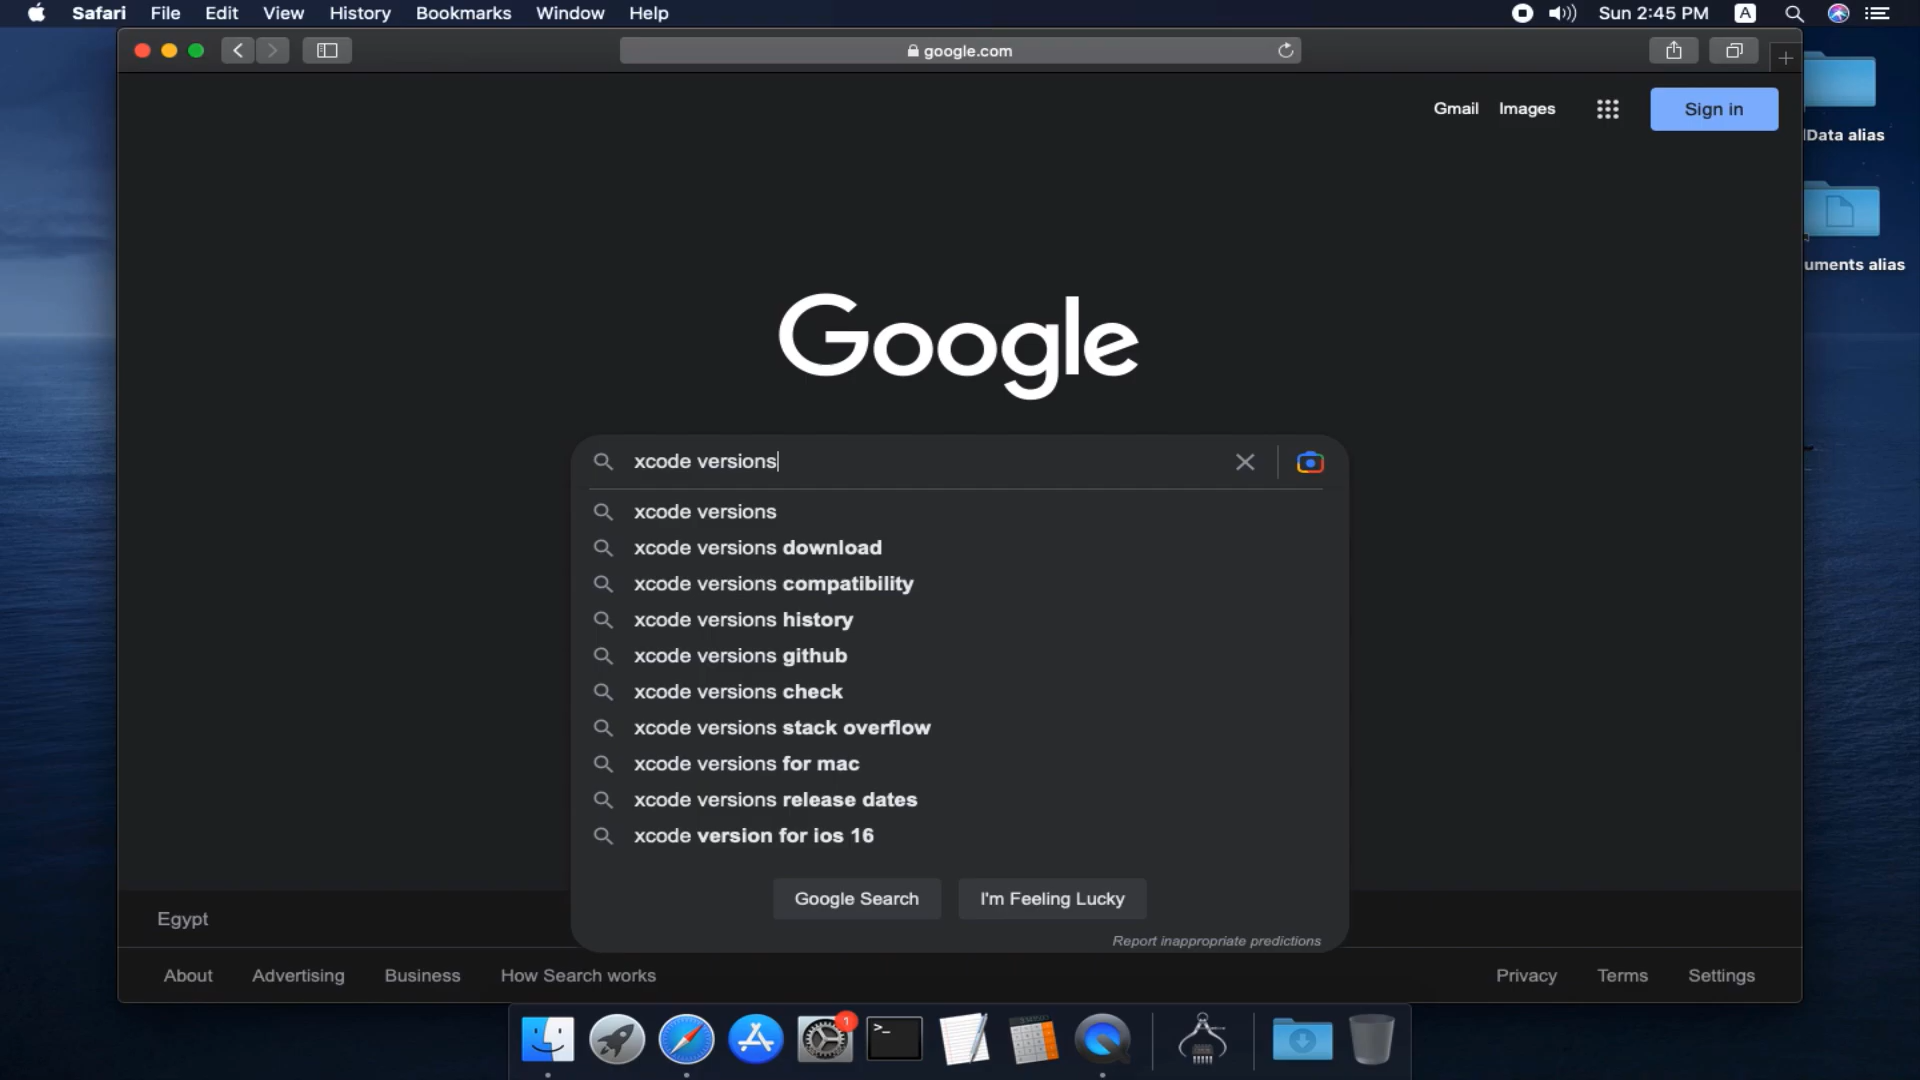 Safari File Edit View History Bookmarks Window Help Sun 2:45 PM A
google.com
Gmail Images Sign in
lData alias
uments alias
Google
xcode versions
xcode versions
xcode versions download
xcode versions compatibility
xcode versions history
xcode versions github
xcode versions check
xcode versions stack overflow
xcode versions for mac
xcode versions release dates
xcode version for ios 16
Google Search I'm Feeling Lucky
Egypt
Report inappropriate predictions
About Advertising Business How Search works Privacy Terms Settings
1
>_